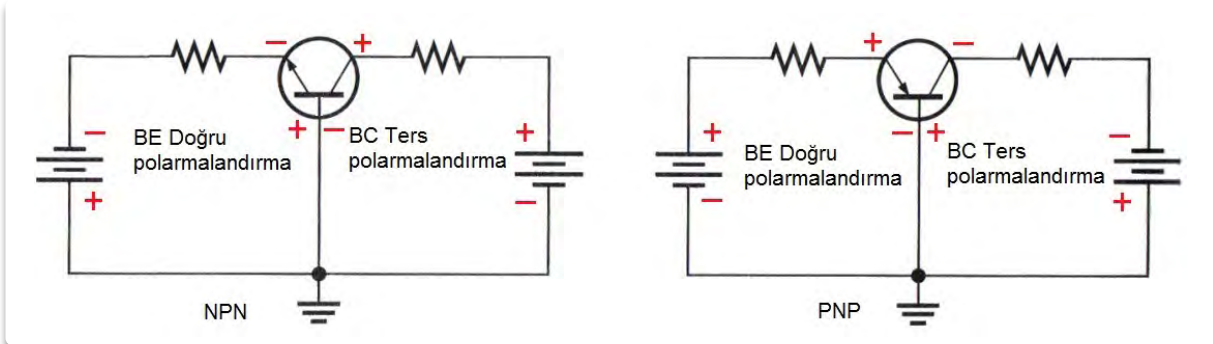 − + + −
− BE Doğru + − BC Ters +
polarmalandırma polarmalandırma
+ −
+ BE Doğru − + BC Ters −
polarmalandırma polarmalandırma
− +
NPN
PNP